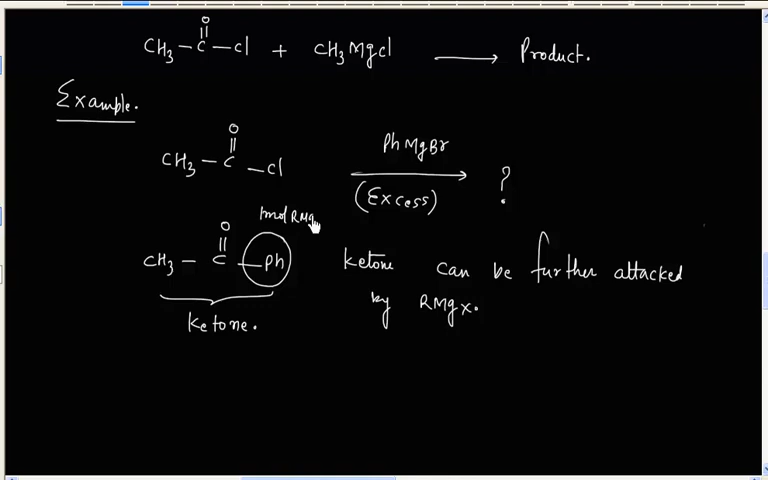 O
CH3 – C – Cl + CH3Mgcl → Product.
Example.
O
CH3 – C – cl PhMgBr → ?
(Excess)
1mol RMg
O
CH3 – C – Ph ketone can be further attacked
by RMgx.
Ketone.